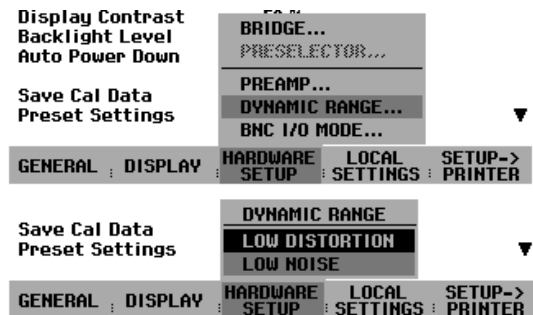 Display Contrast
Backlight Level
Auto Power Down
Save Cal Data
Preset Settings
BRIDGE...
PRESELECTOR...
PREAMP...
DYNAMIC RANGE...
BNC I/O MODE...
GENERAL DISPLAY HARDWARE SETUP LOCAL SETTINGS SETUP-> PRINTER
Save Cal Data
Preset Settings
DYNAMIC RANGE
LOW DISTORTION
LOW NOISE
GENERAL DISPLAY HARDWARE SETUP LOCAL SETTINGS SETUP-> PRINTER